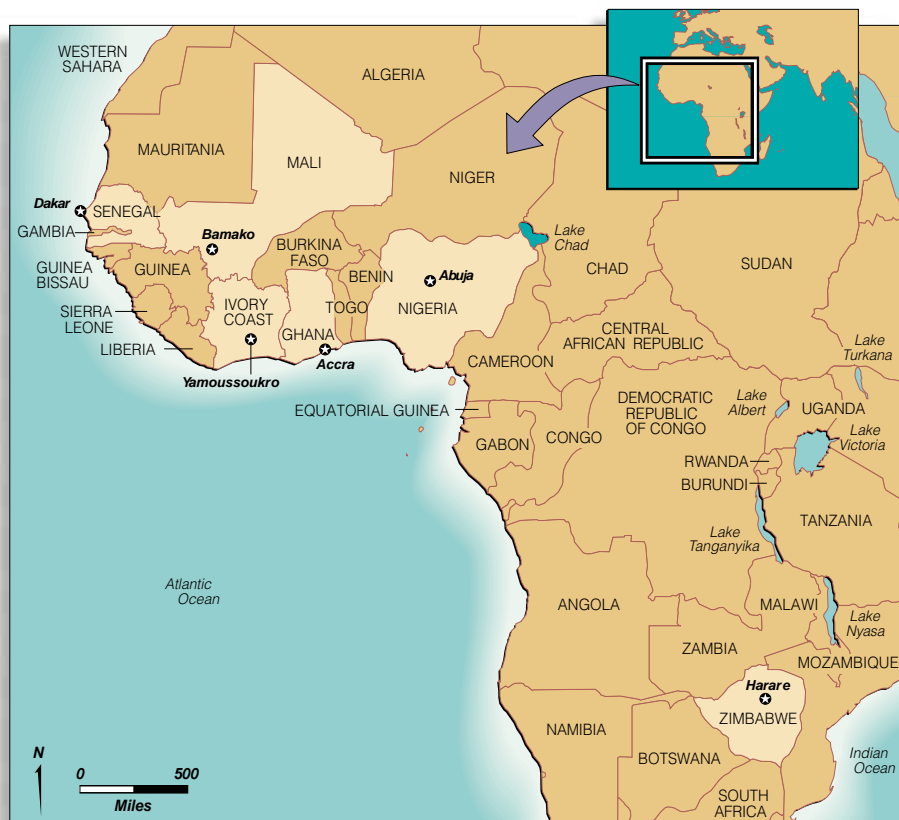 WESTERN
SAHARA
ALGERIA
MAURITANIA
MALI
NIGER
Dakar
SENEGAL
GAMBIA
Bamako
Lake
Chad
BURKINA
FASO
GUINEA
BISSAU
GUINEA
BENIN
Abuja
CHAD
SUDAN
SIERRA
LEONE
IVORY
COAST
TOGO
NIGERIA
GHANA
LIBERIA
CENTRAL
AFRICAN REPUBLIC
Lake
Turkana
Yamoussoukro
Accra
CAMEROON
EQUATORIAL GUINEA
DEMOCRATIC
REPUBLIC
OF CONGO
Lake
Albert
UGANDA
GABON
CONGO
Lake
Victoria
RWANDA
BURUNDI
TANZANIA
Lake
Tanganyika
Atlantic
Ocean
ANGOLA
MALAWI
Lake
Nyasa
ZAMBIA
MOZAMBIQUE
Harare
ZIMBABWE
NAMIBIA
BOTSWANA
Indian
Ocean
SOUTH
AFRICA
N
0 500
Miles